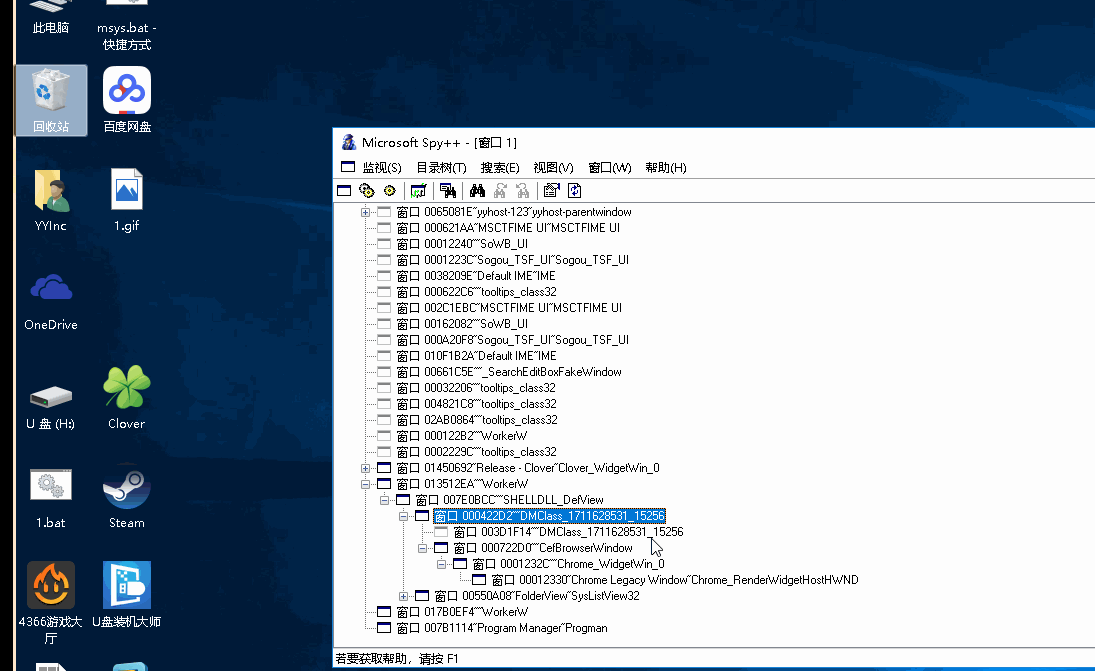 此电脑
msys.bat -
快捷方式
回收站
百度网盘
YYInc
1.gif
OneDrive
U 盘 (H:)
Clover
1.bat
Steam
4366游戏大
厅
U盘装机大师
Microsoft Spy++ - [窗口 1]
监视(S) 目录树(T) 搜索(E) 视图(V) 窗口(W) 帮助(H)
窗口 0065081E"yyhost-123"yyhost-parentwindow
窗口 000621AA"MSCTFIME UI"MSCTFIME UI
窗口 00012240""SoWB_UI
窗口 0001223C"Sogou_TSF_UI"Sogou_TSF_UI
窗口 0038209E"Default IME"IME
窗口 000622C6""tooltips_class32
窗口 002C1EBC"MSCTFIME UI"MSCTFIME UI
窗口 00162082""SoWB_UI
窗口 000A20F8"Sogou_TSF_UI"Sogou_TSF_UI
窗口 010F1B2A"Default IME"IME
窗口 00661C5E""_SearchEditBoxFakeWindow
窗口 00032206""tooltips_class32
窗口 004821C8""tooltips_class32
窗口 02AB0864""tooltips_class32
窗口 000122B2""WorkerW
窗口 0002229C""tooltips_class32
窗口 01450692"Release - Clover"Clover_WidgetWin_0
窗口 013512EA""WorkerW
窗口 007E0BCC""SHELLDLL_DefView
窗口 000422D2""DMClass_1711628531_15256
窗口 003D1F14""DMClass_1711628531_15256
窗口 000722D0""CefBrowserWindow
窗口 0001232C""Chrome_WidgetWin_0
窗口 00012330"Chrome Legacy Window"Chrome_RenderWidgetHostHWND
窗口 00550A08"FolderView"SysListView32
窗口 017B0EF4""WorkerW
窗口 007B1114"Program Manager"Progman
若要获取帮助，请按 F1